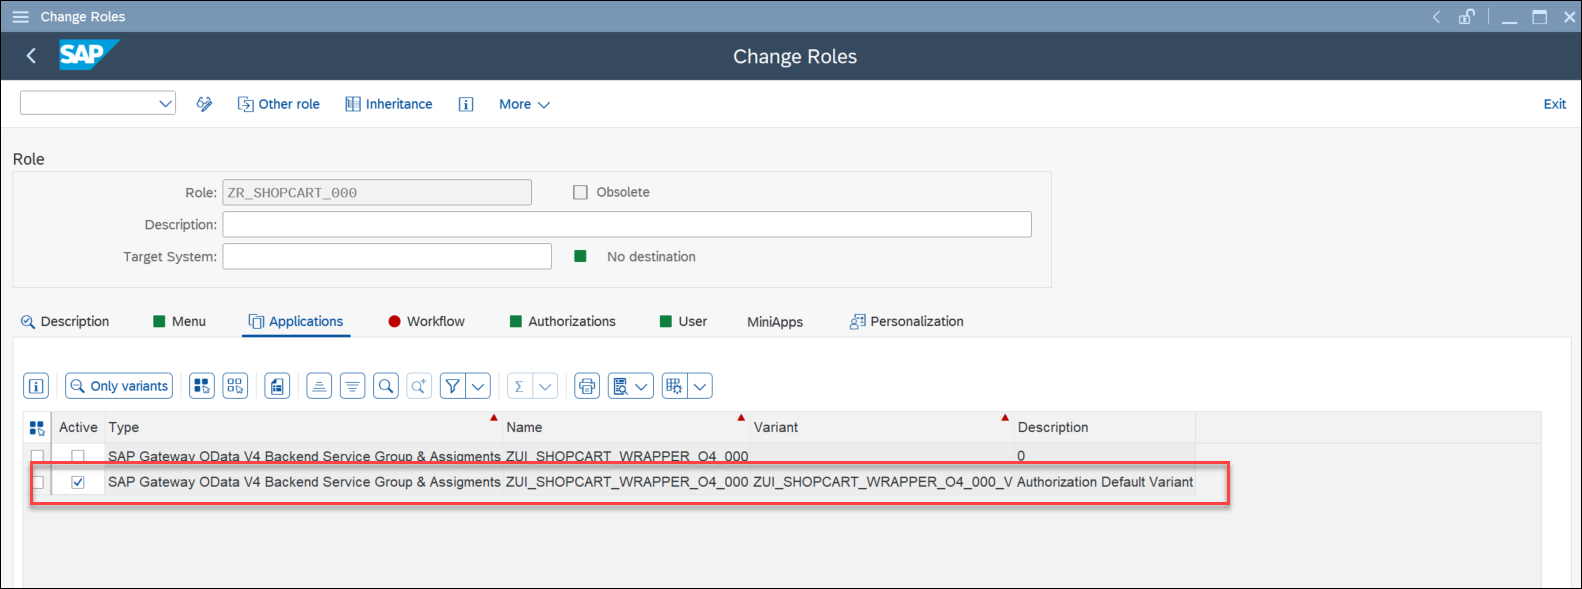 Change Roles
SAP Change Roles
Other role Inheritance More Exit
Role
Role: ZR_SHOPCART_000 Obsolete
Description:
Target System: No destination
Description Menu Applications Workflow Authorizations User MiniApps Personalization
Only variants
Active Type Name Variant Description
SAP Gateway OData V4 Backend Service Group & Assigments ZUI_SHOPCART_WRAPPER_O4_000 0
SAP Gateway OData V4 Backend Service Group & Assigments ZUI_SHOPCART_WRAPPER_O4_000 ZUI_SHOPCART_WRAPPER_O4_000_V Authorization Default Variant